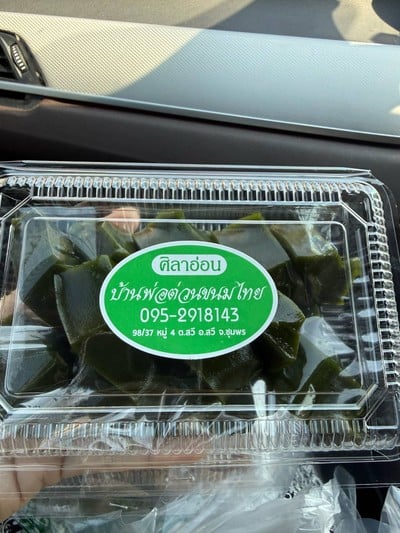 ศิลาอ่อน
บ้านพ่อต่วนขนมไทย
095-2918143
98/37 หมู่ 4 ต.สวี อ.สวี จ.ชุมพร